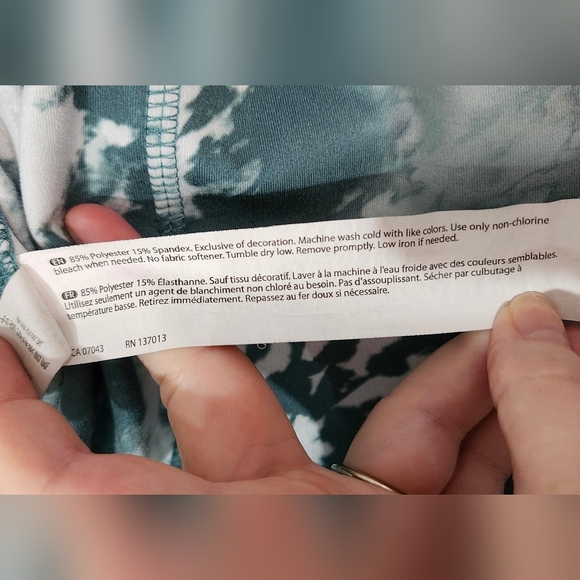 EN 85% Polyester 15% Spandex. Exclusive of decoration. Machine wash cold with like colors. Use only non-chlorine
bleach when needed. No fabric softener. Tumble dry low. Remove promptly. Low iron if needed.
FR 85% Polyester 15% Élasthanne. Sauf tissu décoratif. Laver à la machine à l'eau froide avec des couleurs semblables.
Utilisez seulement un agent de blanchiment non chloré au besoin. Pas d'assouplissant. Sécher par culbutage à
température basse. Retirez immédiatement. Repassez au fer doux si nécessaire.
CA 07043 RN 137013